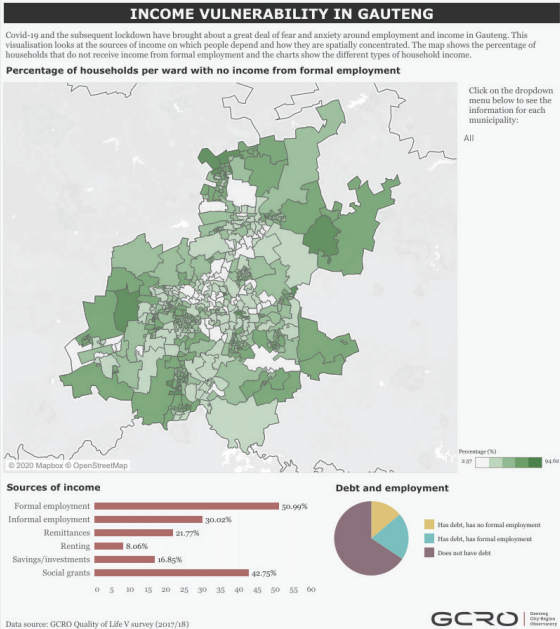 INCOME VULNERABILITY IN GAUTENG
Covid-19 and the subsequent lockdown have brought about a great deal of fear and anxiety around employment and income in Gauteng. This
visualisation looks at the sources of income on which people depend and how they are spatially concentrated. The map shows the percentage of
households that do not receive income from formal employment and the charts show the different types of household income.
Percentage of households per ward with no income from formal employment
Click on the dropdown
menu below to see the
information for each
municipality:
All
© 2020 Mapbox © OpenStreetMap
Percentage (%)
2.57 94.62
Sources of income
Formal employment 50.99%
Informal employment 30.02%
Remittances 21.77%
Renting 8.06%
Savings/investments 16.85%
Social grants 42.75%
0 5 10 15 20 25 30 35 40 45 50 55 60
Debt and employment
Has debt, has no formal employment
Has debt, has formal employment
Does not have debt
Data source: GCRO Quality of Life V survey (2017/18)
GCRO
Gauteng
City-Region
Observatory